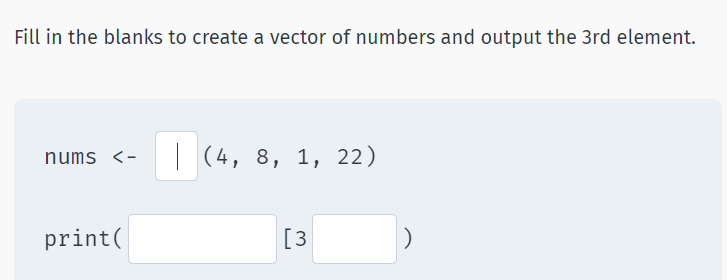 Fill in the blanks to create a vector of numbers and output the 3rd element.
nums <- (4, 8, 1, 22)
print( [3 )